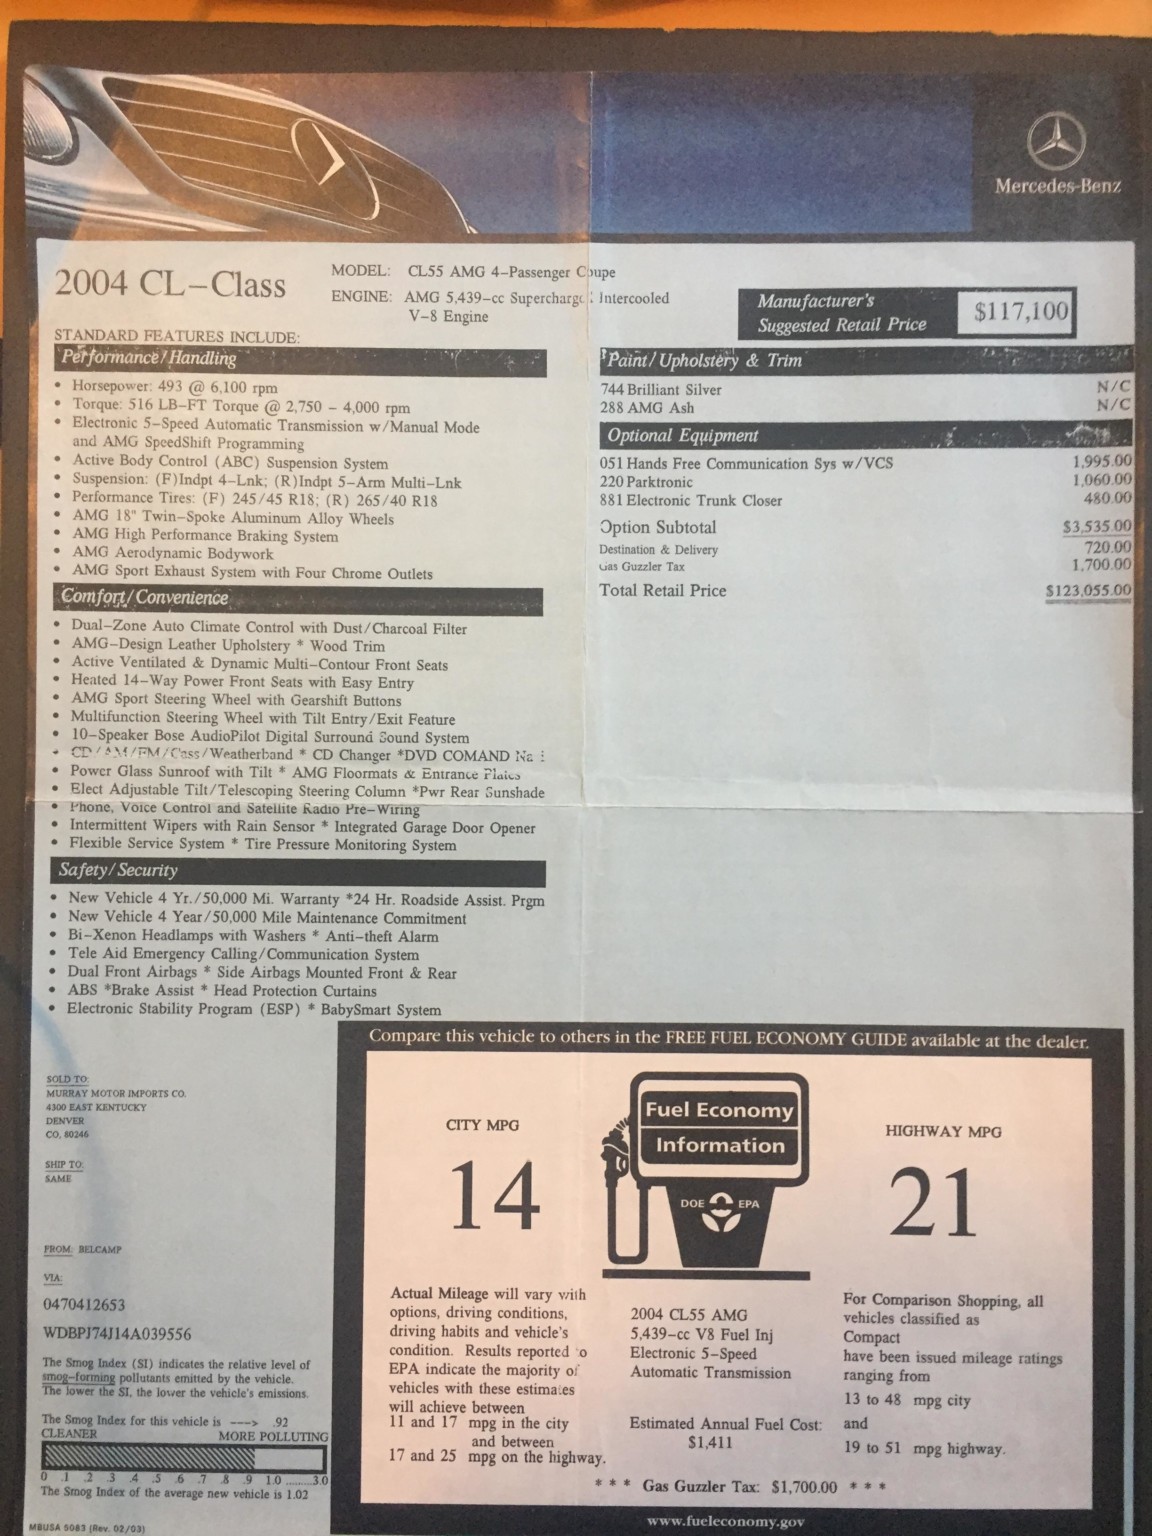 Mercedes-Benz
2004 CL-Class
MODEL: CL55 AMG 4-Passenger Coupe
ENGINE: AMG 5,439-cc Supercharged Intercooled
V-8 Engine
Manufacturer's
Suggested Retail Price
$117,100
STANDARD FEATURES INCLUDE:
Performance/Handling
• Horsepower: 493 @ 6,100 rpm
• Torque: 516 LB-FT Torque @ 2,750 - 4,000 rpm
• Electronic 5-Speed Automatic Transmission w/Manual Mode
and AMG SpeedShift Programming
• Active Body Control (ABC) Suspension System
• Suspension: (F)Indpt 4-Lnk; (R)Indpt 5-Arm Multi-Lnk
• Performance Tires: (F) 245/45 R18; (R) 265/40 R18
• AMG 18" Twin-Spoke Aluminum Alloy Wheels
• AMG High Performance Braking System
• AMG Aerodynamic Bodywork
• AMG Sport Exhaust System with Four Chrome Outlets
Comfort/Convenience
• Dual-Zone Auto Climate Control with Dust/Charcoal Filter
• AMG-Design Leather Upholstery * Wood Trim
• Active Ventilated & Dynamic Multi-Contour Front Seats
• Heated 14-Way Power Front Seats with Easy Entry
• AMG Sport Steering Wheel with Gearshift Buttons
• Multifunction Steering Wheel with Tilt Entry/Exit Feature
• 10-Speaker Bose AudioPilot Digital Surround Sound System
• CD/AM/FM/Cass/Weatherband * CD Changer *DVD COMAND
• Power Glass Sunroof with Tilt * AMG Floormats & Entrance Plates
• Elect Adjustable Tilt/Telescoping Steering Column *Pwr Rear Sunshade
• Phone, Voice Control and Satellite Radio Pre-Wiring
• Intermittent Wipers with Rain Sensor * Integrated Garage Door Opener
• Flexible Service System * Tire Pressure Monitoring System
Safety/Security
• New Vehicle 4 Yr./50,000 Mi. Warranty *24 Hr. Roadside Assist. Prgm
• New Vehicle 4 Year/50,000 Mile Maintenance Commitment
• Bi-Xenon Headlamps with Washers * Anti-theft Alarm
• Tele Aid Emergency Calling/Communication System
• Dual Front Airbags * Side Airbags Mounted Front & Rear
• ABS *Brake Assist * Head Protection Curtains
• Electronic Stability Program (ESP) * BabySmart System
Paint/Upholstery & Trim
744 Brilliant Silver N/C
288 AMG Ash N/C
Optional Equipment
051 Hands Free Communication Sys w/VCS 1,995.00
220 Parktronic 1,060.00
881 Electronic Trunk Closer 480.00
Option Subtotal $3,535.00
Destination & Delivery 720.00
Gas Guzzler Tax 1,700.00
Total Retail Price $123,055.00
SOLD TO:
MURRAY MOTOR IMPORTS CO.
4300 EAST KENTUCKY
DENVER
CO, 80246
SHIP TO:
SAME
FROM: BELCAMP
VIA:
0470412653
WDBPJ74J14A039556
The Smog Index (SI) indicates the relative level of
smog-forming pollutants emitted by the vehicle.
The lower the SI, the lower the vehicle's emissions.
The Smog Index for this vehicle is ---> .92
CLEANER MORE POLLUTING
0 .1 .2 .3 .4 .5 .6 .7 .8 .9 1.0 ........3.0
The Smog Index of the average new vehicle is 1.02
MBUSA 5083 (Rev. 02/03)
Compare this vehicle to others in the FREE FUEL ECONOMY GUIDE available at the dealer.
CITY MPG
14
Fuel Economy
Information
DOE EPA
HIGHWAY MPG
21
Actual Mileage will vary with
options, driving conditions,
driving habits and vehicle's
condition. Results reported to
EPA indicate the majority of
vehicles with these estimates
will achieve between
11 and 17 mpg in the city
and between
17 and 25 mpg on the highway.
2004 CL55 AMG
5,439-cc V8 Fuel Inj
Electronic 5-Speed
Automatic Transmission
Estimated Annual Fuel Cost:
$1,411
For Comparison Shopping, all
vehicles classified as
Compact
have been issued mileage ratings
ranging from
13 to 48 mpg city
and
19 to 51 mpg highway.
* * * Gas Guzzler Tax: $1,700.00 * * *
www.fueleconomy.gov